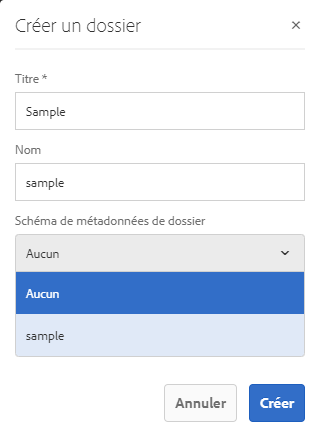 Créer un dossier
Titre *
Sample
Nom
sample
Schéma de métadonnées de dossier
Aucun
Aucun
sample
Annuler Créer